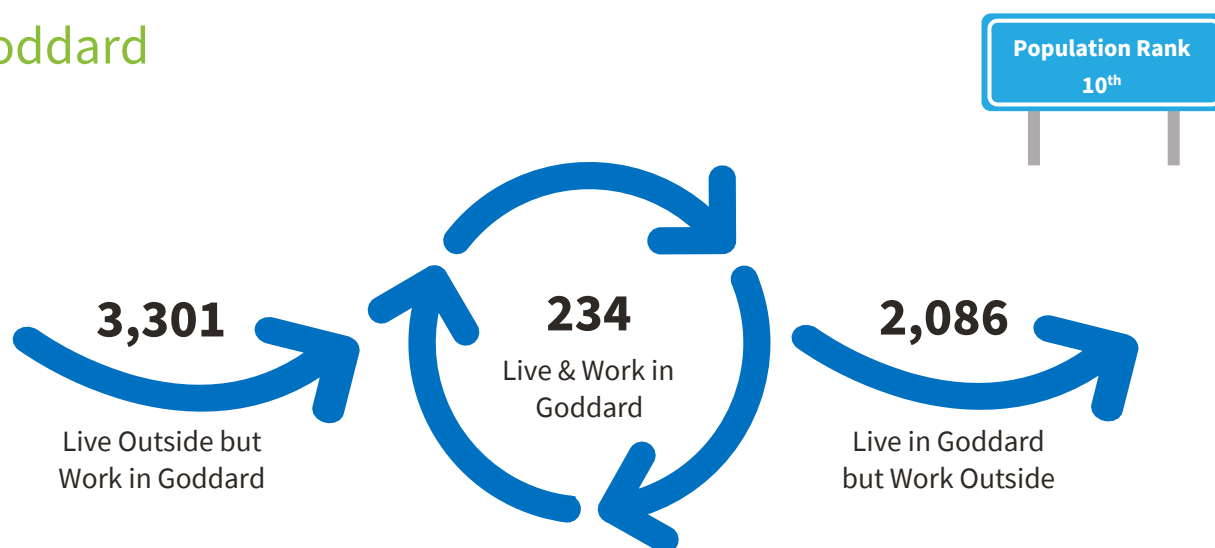 oddard
Population Rank
10th
3,301
Live Outside but
Work in Goddard
234
Live & Work in
Goddard
2,086
Live in Goddard
but Work Outside